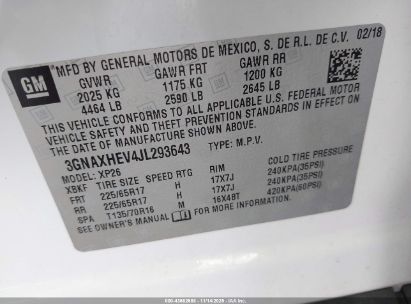 GM
MFD BY GENERAL MOTORS DE MEXICO, S. DE R.L. DE C.V. 02/18
GVWR GAWR FRT GAWR RR
2025 KG 1175 KG 1200 KG
4464 LB 2590 LB 2645 LB
THIS VEHICLE CONFORMS TO ALL APPLICABLE U.S. FEDERAL MOTOR
VEHICLE SAFETY AND THEFT PREVENTION STANDARDS IN EFFECT ON
THE DATE OF MANUFACTURE SHOWN ABOVE.
3GNAXHEV4JL293643 TYPE: M.P.V.
MODEL: XP26
XBKF TIRE SIZE SPEED RTG RIM COLD TIRE PRESSURE
FRT 225/65R17 H 17X7J 240KPA(35PSI)
RR 225/65R17 H 17X7J 240KPA(35PSI)
SPA T135/70R16 M 16X4BT 420KPA(60PSI)
SEE OWNER'S MANUAL FOR ADDITIONAL INFORMATION.